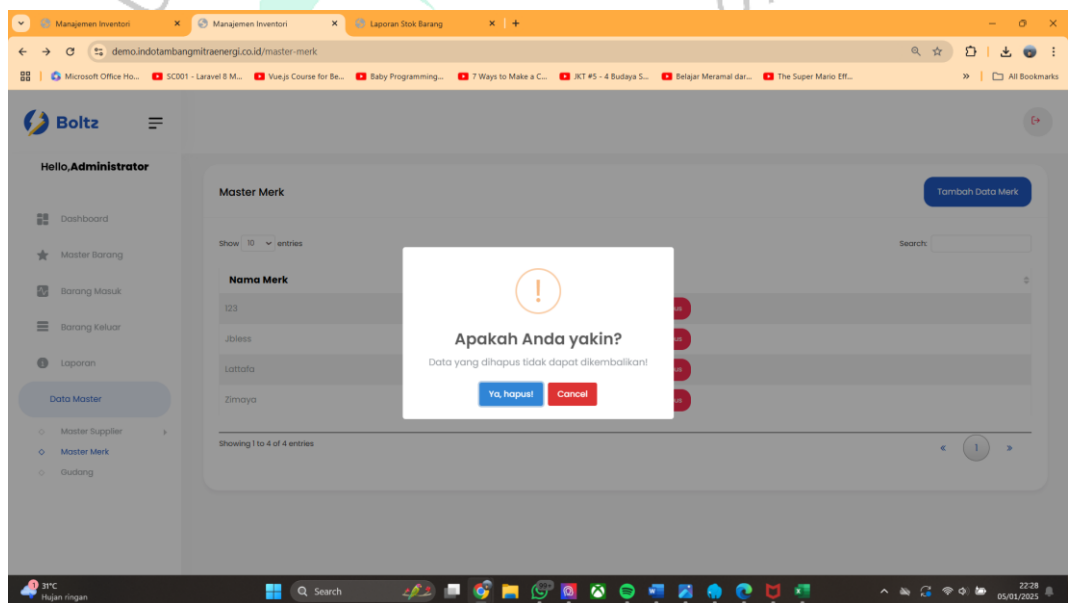 Manajemen Inventori
Manajemen Inventori
Laporan Stok Barang
demo.indotambangmitraenergi.co.id/master-merk
Microsoft Office Ho...
SC001 - Laravel 8 M...
Vue.js Course for Be...
Baby Programming...
7 Ways to Make a C...
JKT #5 - 4 Budaya S...
Belajar Meramal dar...
The Super Mario Eff...
All Bookmarks
Boltz
Hello,Administrator
Dashboard
Master Barang
Barang Masuk
Barang Keluar
Laporan
Data Master
Master Supplier
Master Merk
Gudang
Master Merk
Tambah Data Merk
Show 10 entries
Search:
Nama Merk
123
Jbless
Lattafa
Zimaya
Showing 1 to 4 of 4 entries
« 1 »
Apakah Anda yakin?
Data yang dihapus tidak dapat dikembalikan!
Ya, hapus!
Cancel
1
31°C
Hujan ringan
Search
99+
22:28
05/01/2025